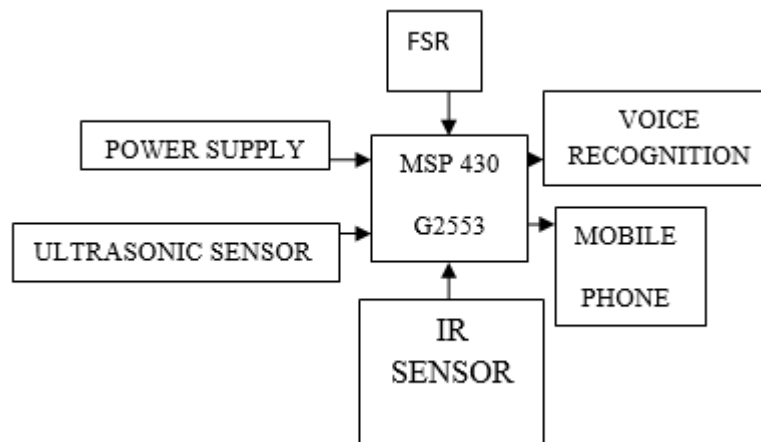 FSR
POWER SUPPLY
MSP 430
G2553
VOICE
RECOGNITION
ULTRASONIC SENSOR
MOBILE
PHONE
IR
SENSOR